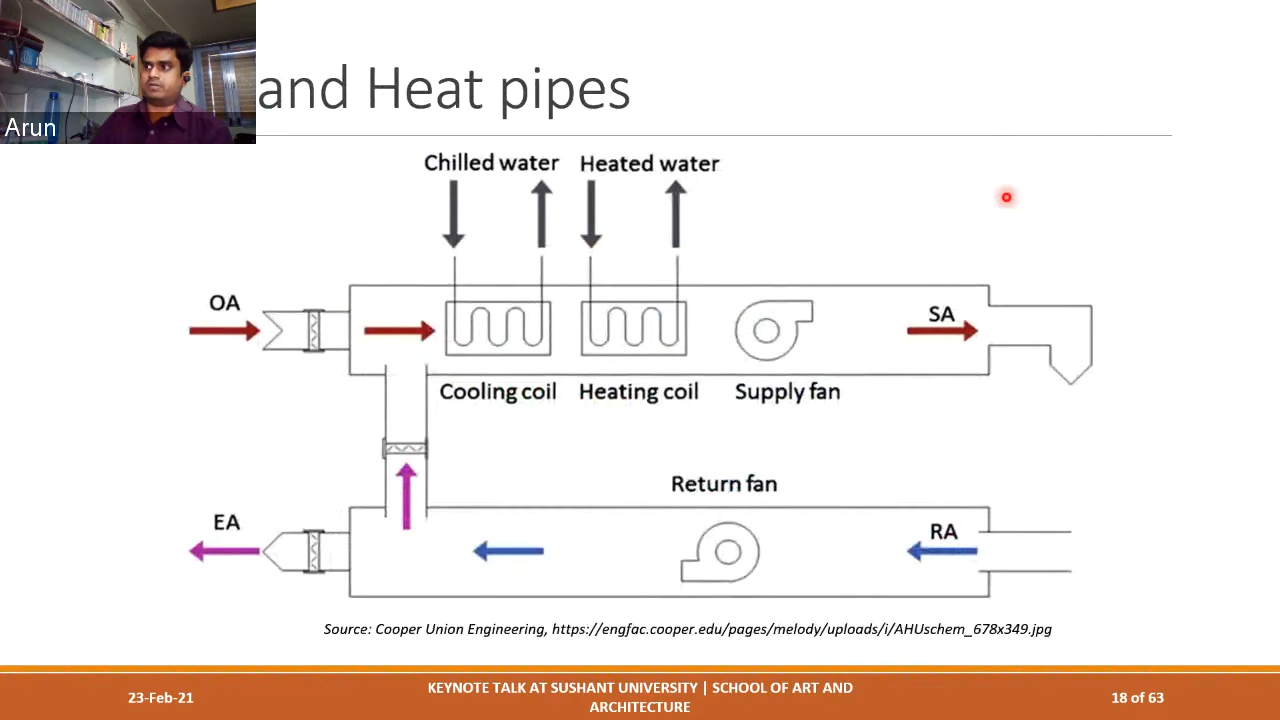 Arun
and Heat pipes
Chilled water
Heated water
OA
SA
Cooling coil
Heating coil
Supply fan
Return fan
EA
RA
Source: Cooper Union Engineering, https://engfac.cooper.edu/pages/melody/uploads/i/AHUschem_678x349.jpg
23-Feb-21
KEYNOTE TALK AT SUSHANT UNIVERSITY | SCHOOL OF ART AND
ARCHITECTURE
18 of 63